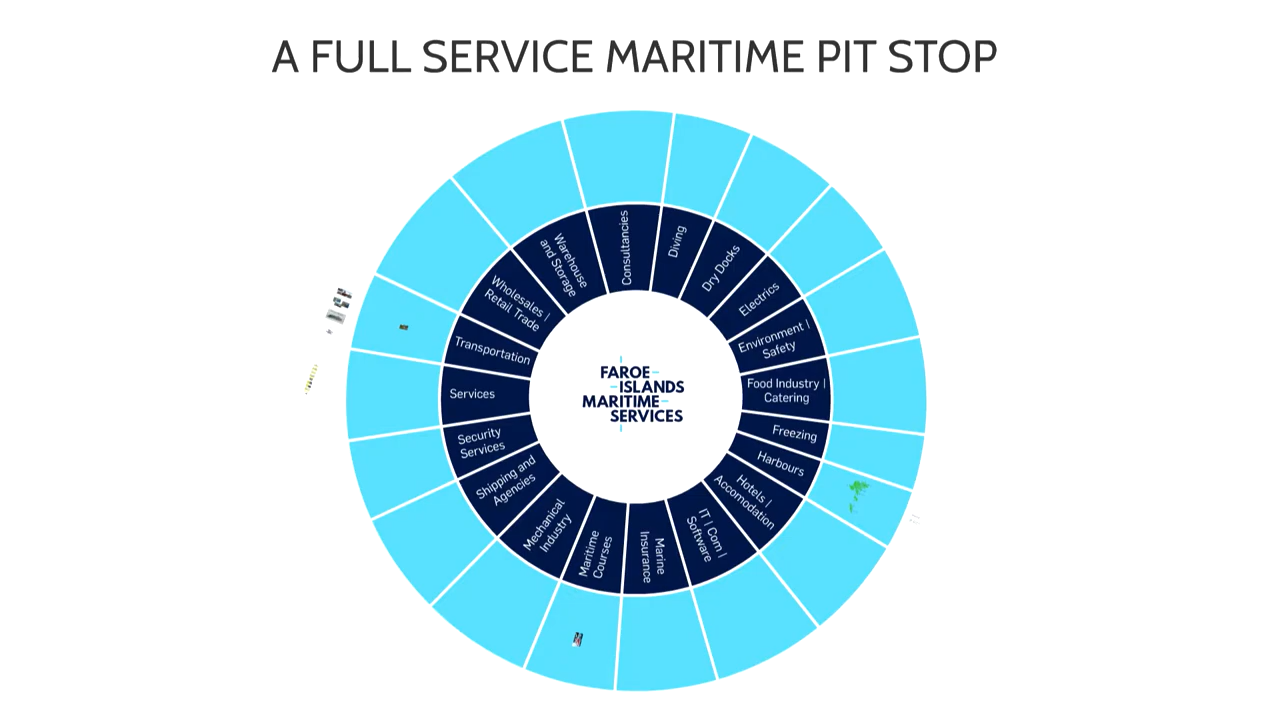 A FULL SERVICE MARITIME PIT STOP
Consultancies
Diving
Dry Docks
Electrics
Environment |
Safety
Food Industry |
Catering
Freezing
Harbours
Hotels |
Accomodation
IT | Com |
Software
Marine
Insurance
Maritime
Courses
Mechanical
Industry
Shipping and
Agencies
Security
Services
Services
Transportation
Wholesales |
Retail Trade
Warehouse
and Storage
FAROE
ISLANDS
MARITIME
SERVICES